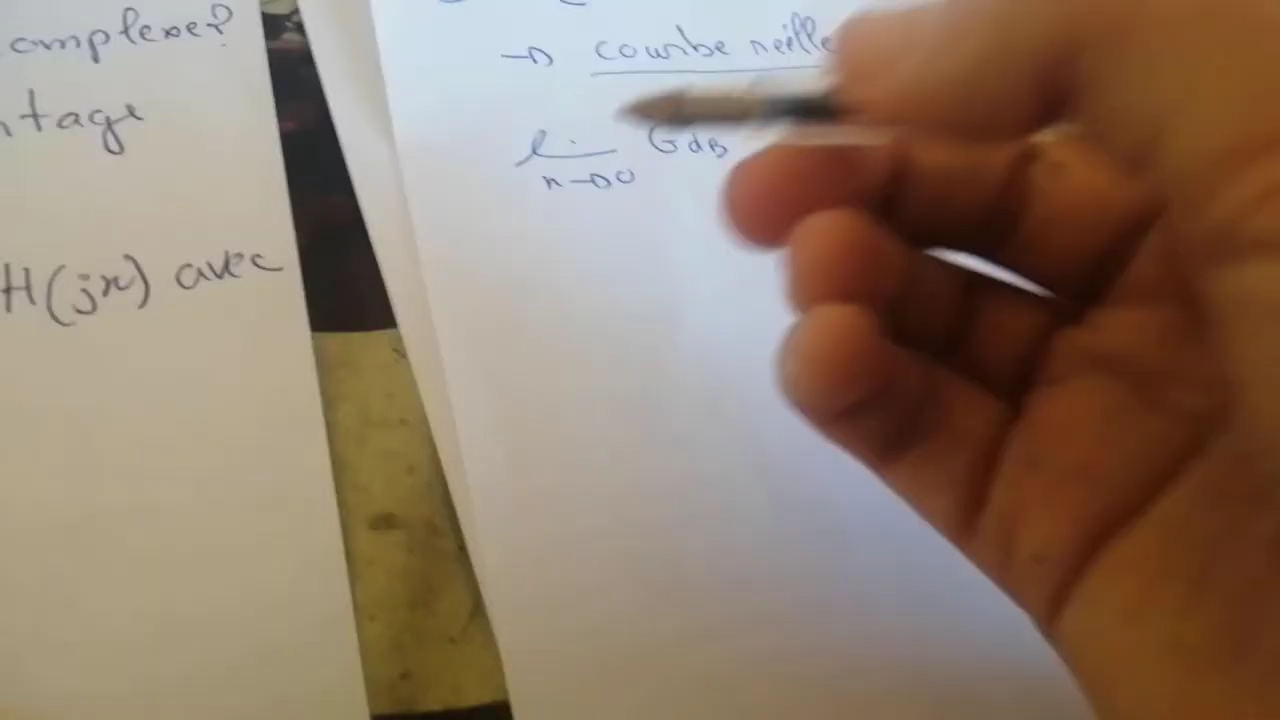 omplexe?
ntage
H(jx) avec
→ courbe réelle
lim GdB
x→0